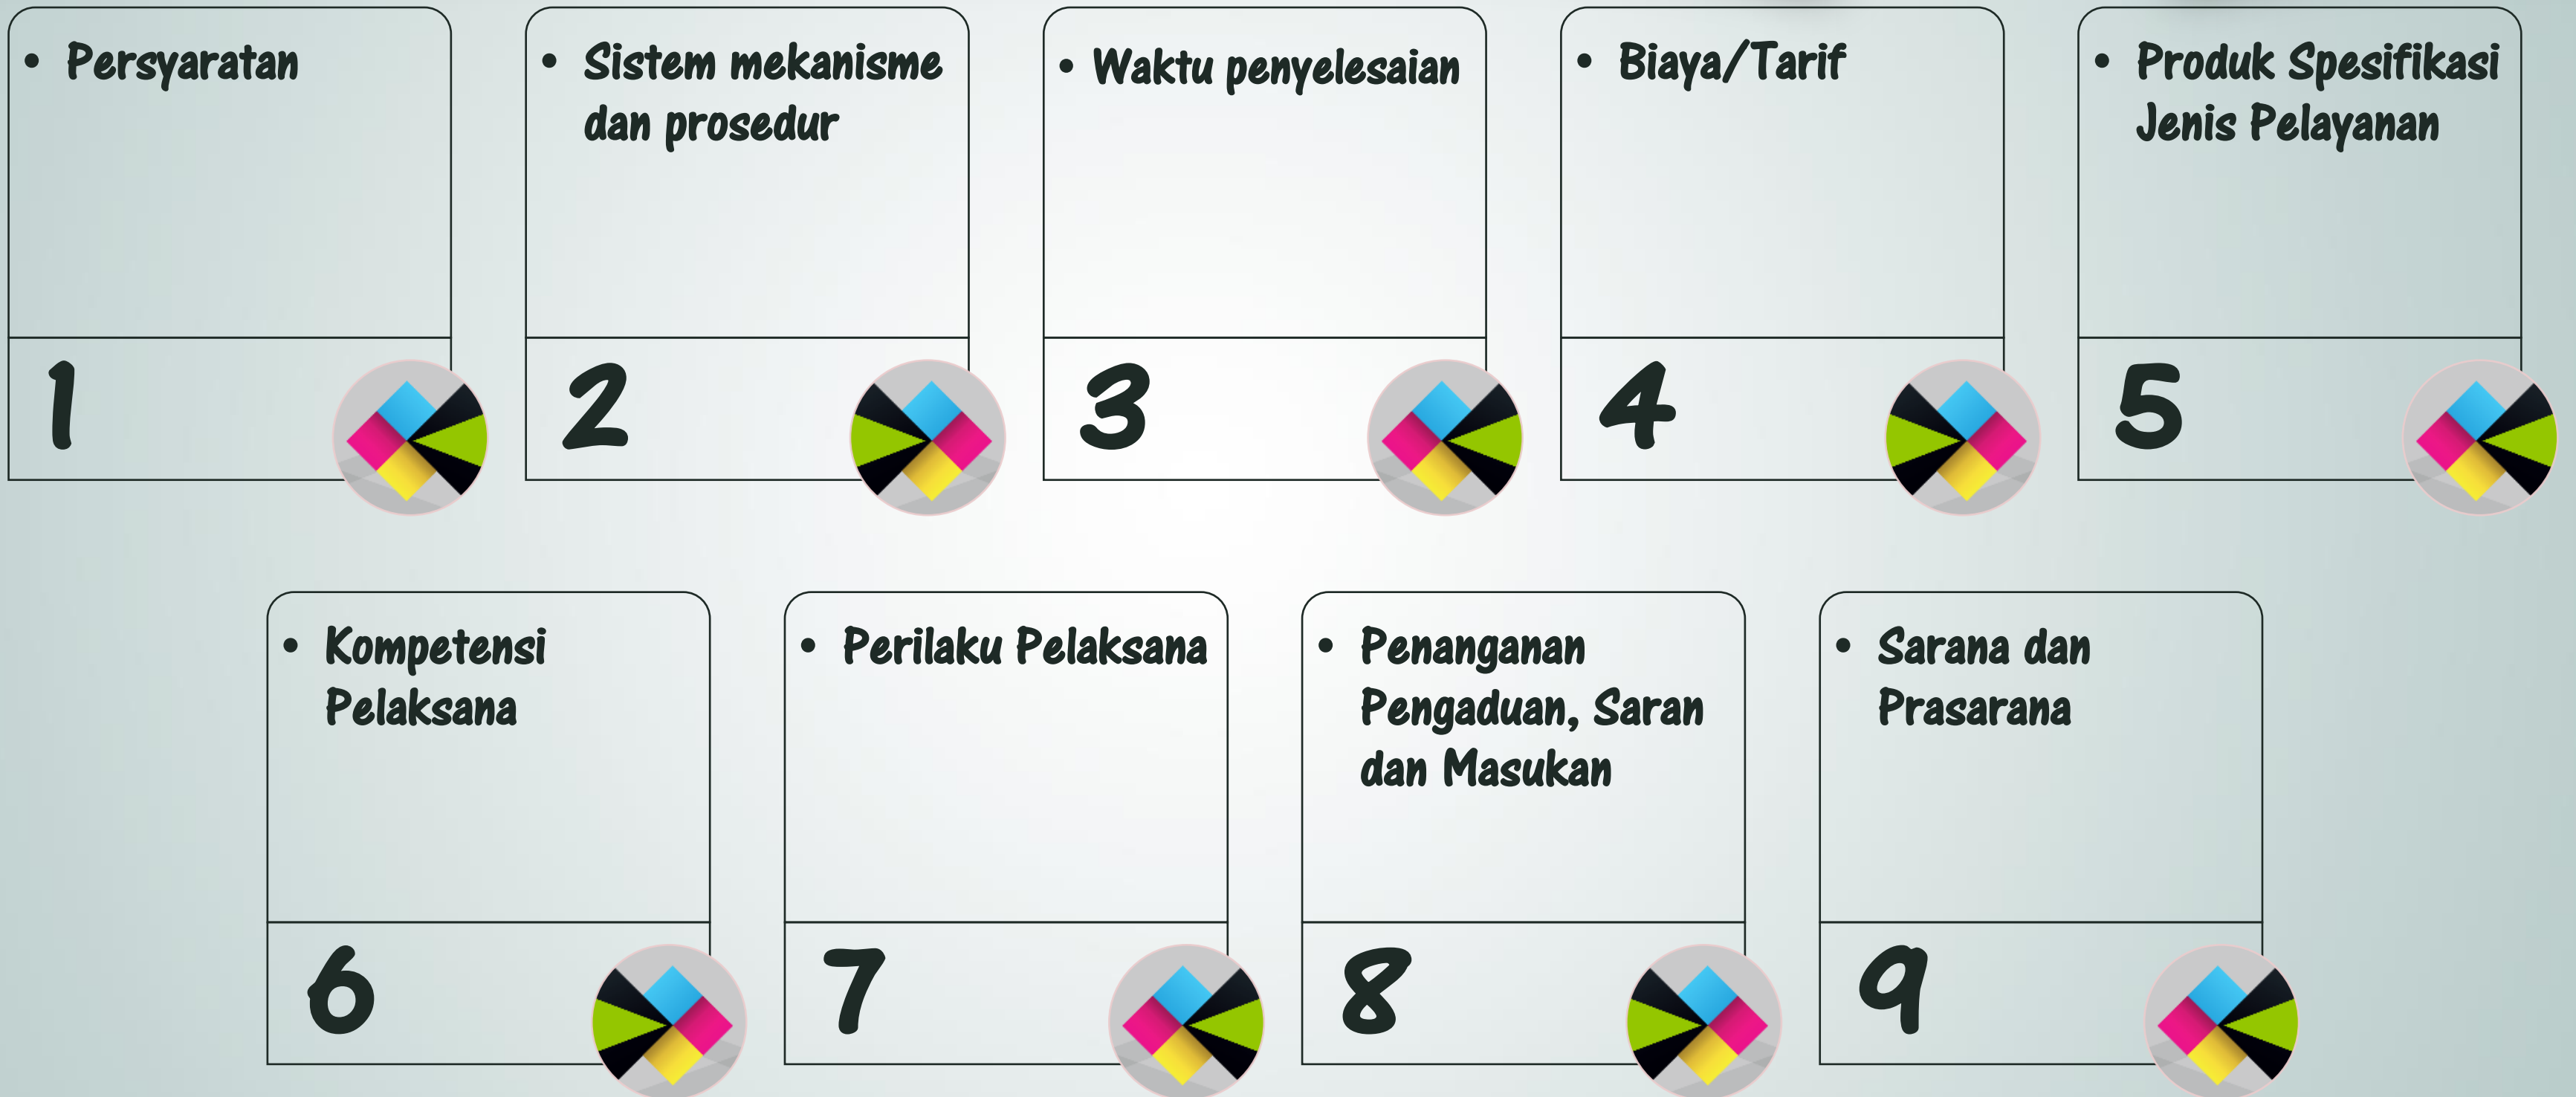 • Persyaratan
1
• Sistem mekanisme
dan prosedur
2
• Waktu penyelesaian
3
• Biaya/Tarif
4
• Produk Spesifikasi
Jenis Pelayanan
5
• Kompetensi
Pelaksana
6
• Perilaku Pelaksana
7
• Penanganan
Pengaduan, Saran
dan Masukan
8
• Sarana dan
Prasarana
9